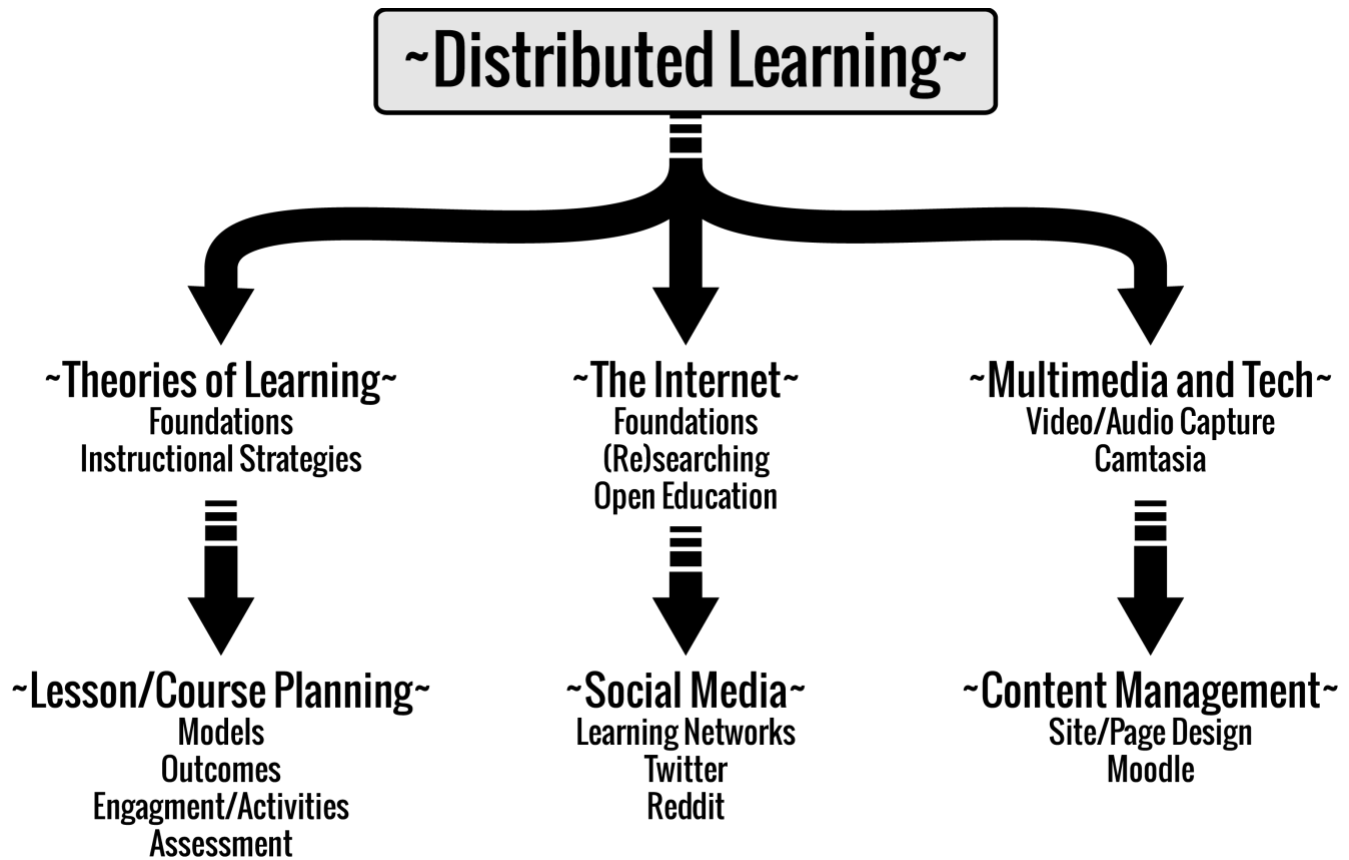 ~Distributed Learning~
~Theories of Learning~
Foundations
Instructional Strategies
~The Internet~
Foundations
(Re)searching
Open Education
~Multimedia and Tech~
Video/Audio Capture
Camtasia
~Lesson/Course Planning~
Models
Outcomes
Engagment/Activities
Assessment
~Social Media~
Learning Networks
Twitter
Reddit
~Content Management~
Site/Page Design
Moodle